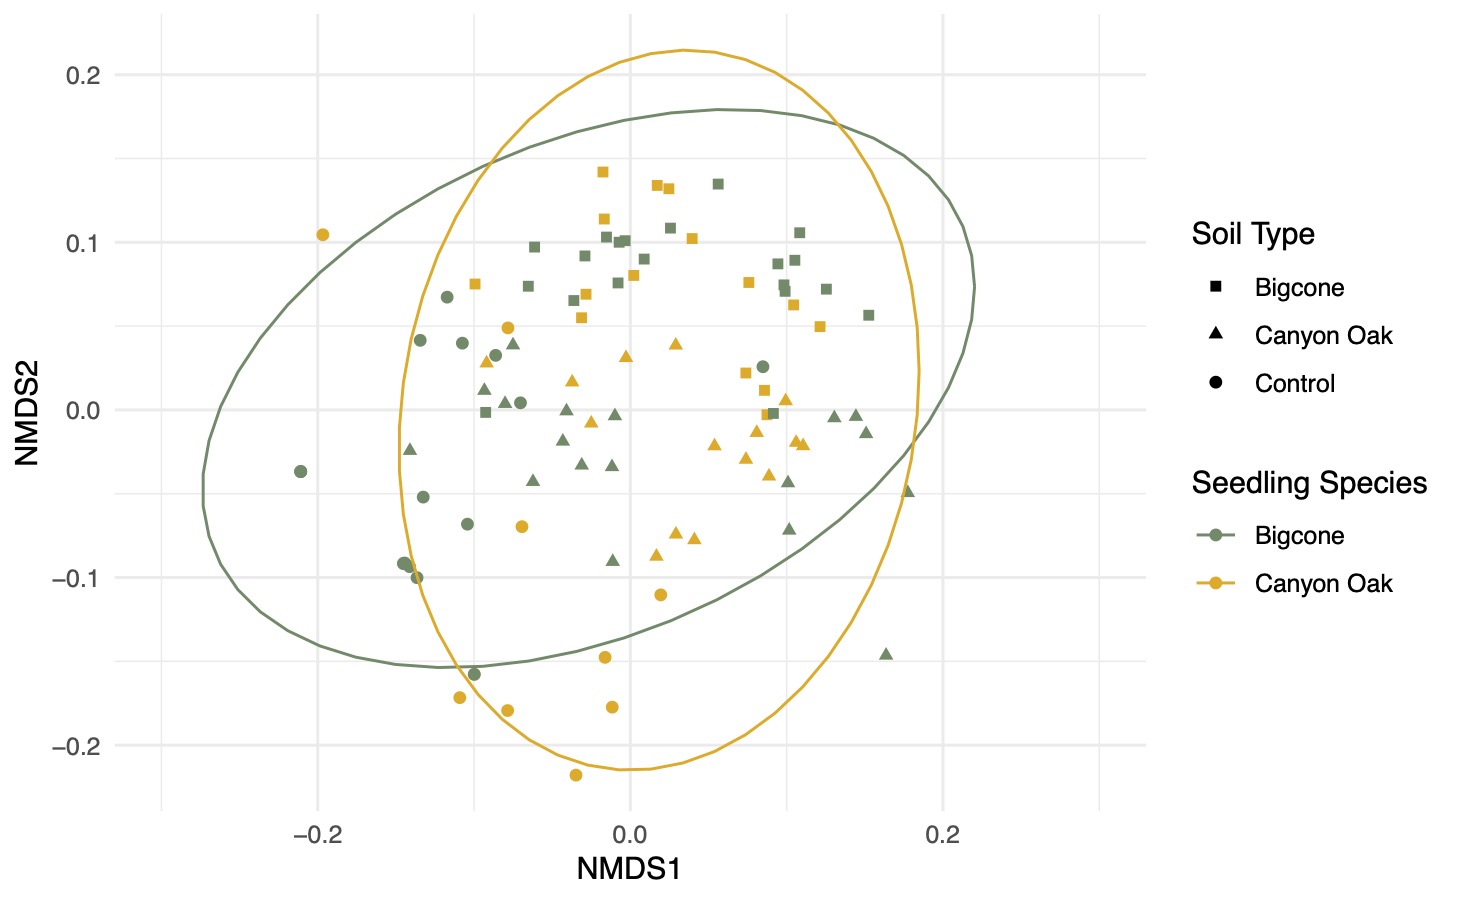 0.2
0.1
0.0
−0.1
−0.2
NMDS2
−0.2
0.0
0.2
NMDS1
Soil Type
Bigcone
Canyon Oak
Control
Seedling Species
Bigcone
Canyon Oak